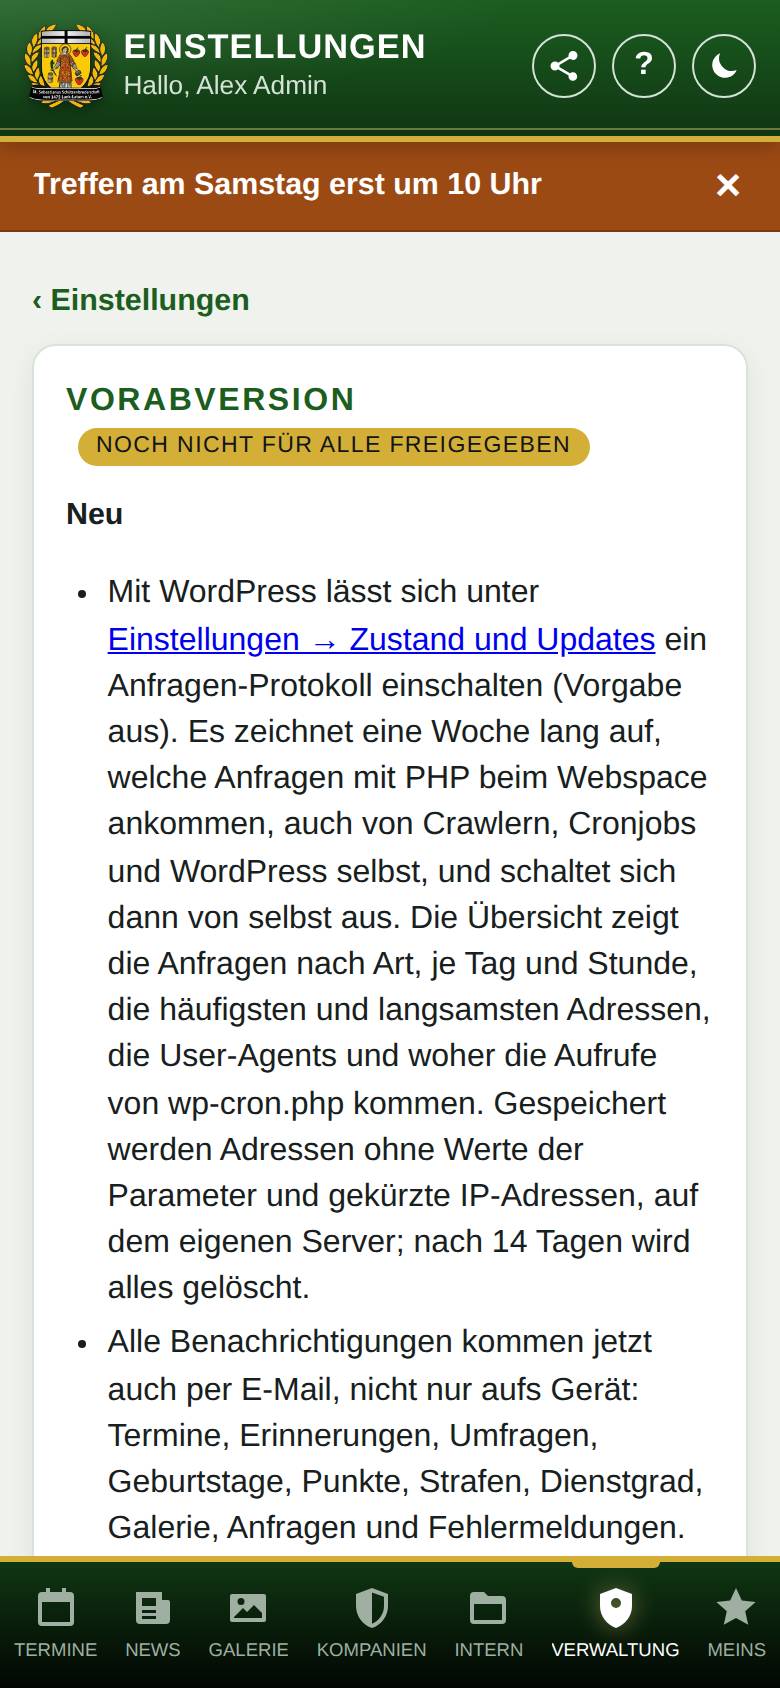 EINSTELLUNGEN
Hallo, Alex Admin
?
St. Sebastianus Schützenbruderschaft
Treffen am Samstag erst um 10 Uhr
×
‹ Einstellungen
VORABVERSION
NOCH NICHT FÜR ALLE FREIGEGEBEN
Neu
• Mit WordPress lässt sich unter
Einstellungen → Zustand und Updates ein
Anfragen-Protokoll einschalten (Vorgabe
aus). Es zeichnet eine Woche lang auf,
welche Anfragen mit PHP beim Webspace
ankommen, auch von Crawlern, Cronjobs
und WordPress selbst, und schaltet sich
dann von selbst aus. Die Übersicht zeigt
die Anfragen nach Art, je Tag und Stunde,
die häufigsten und langsamsten Adressen,
die User-Agents und woher die Aufrufe
von wp-cron.php kommen. Gespeichert
werden Adressen ohne Werte der
Parameter und gekürzte IP-Adressen, auf
dem eigenen Server; nach 14 Tagen wird
alles gelöscht.
• Alle Benachrichtigungen kommen jetzt
auch per E-Mail, nicht nur aufs Gerät:
Termine, Erinnerungen, Umfragen,
Geburtstage, Punkte, Strafen, Dienstgrad,
Galerie, Anfragen und Fehlermeldungen.
TERMINE NEWS GALERIE KOMPANIEN INTERN VERWALTUNG MEINS